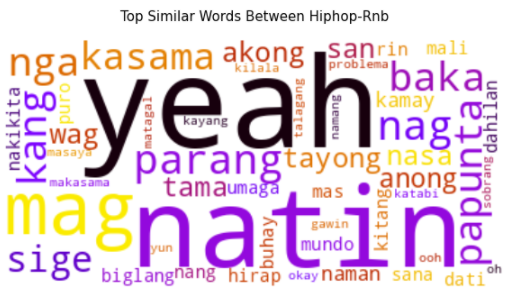 Top Similar Words Between Hiphop-Rnb
nga
kasama
akong
kilala
san
rin
mali
problema
yeah
baka
nakikita
kang
puro
wag
masaya
matagal
kayang
talagang
namang
nag
kamay
papunta
dahilan
parang
tayong
nasa
anong
makasama
tama
umaga
mas
kitang
katabi
sobrang
mag
natin
sige
yun
buhay
gawin
mundo
ooh
oh
biglang
nang
hirap
okay
naman
sana
dati